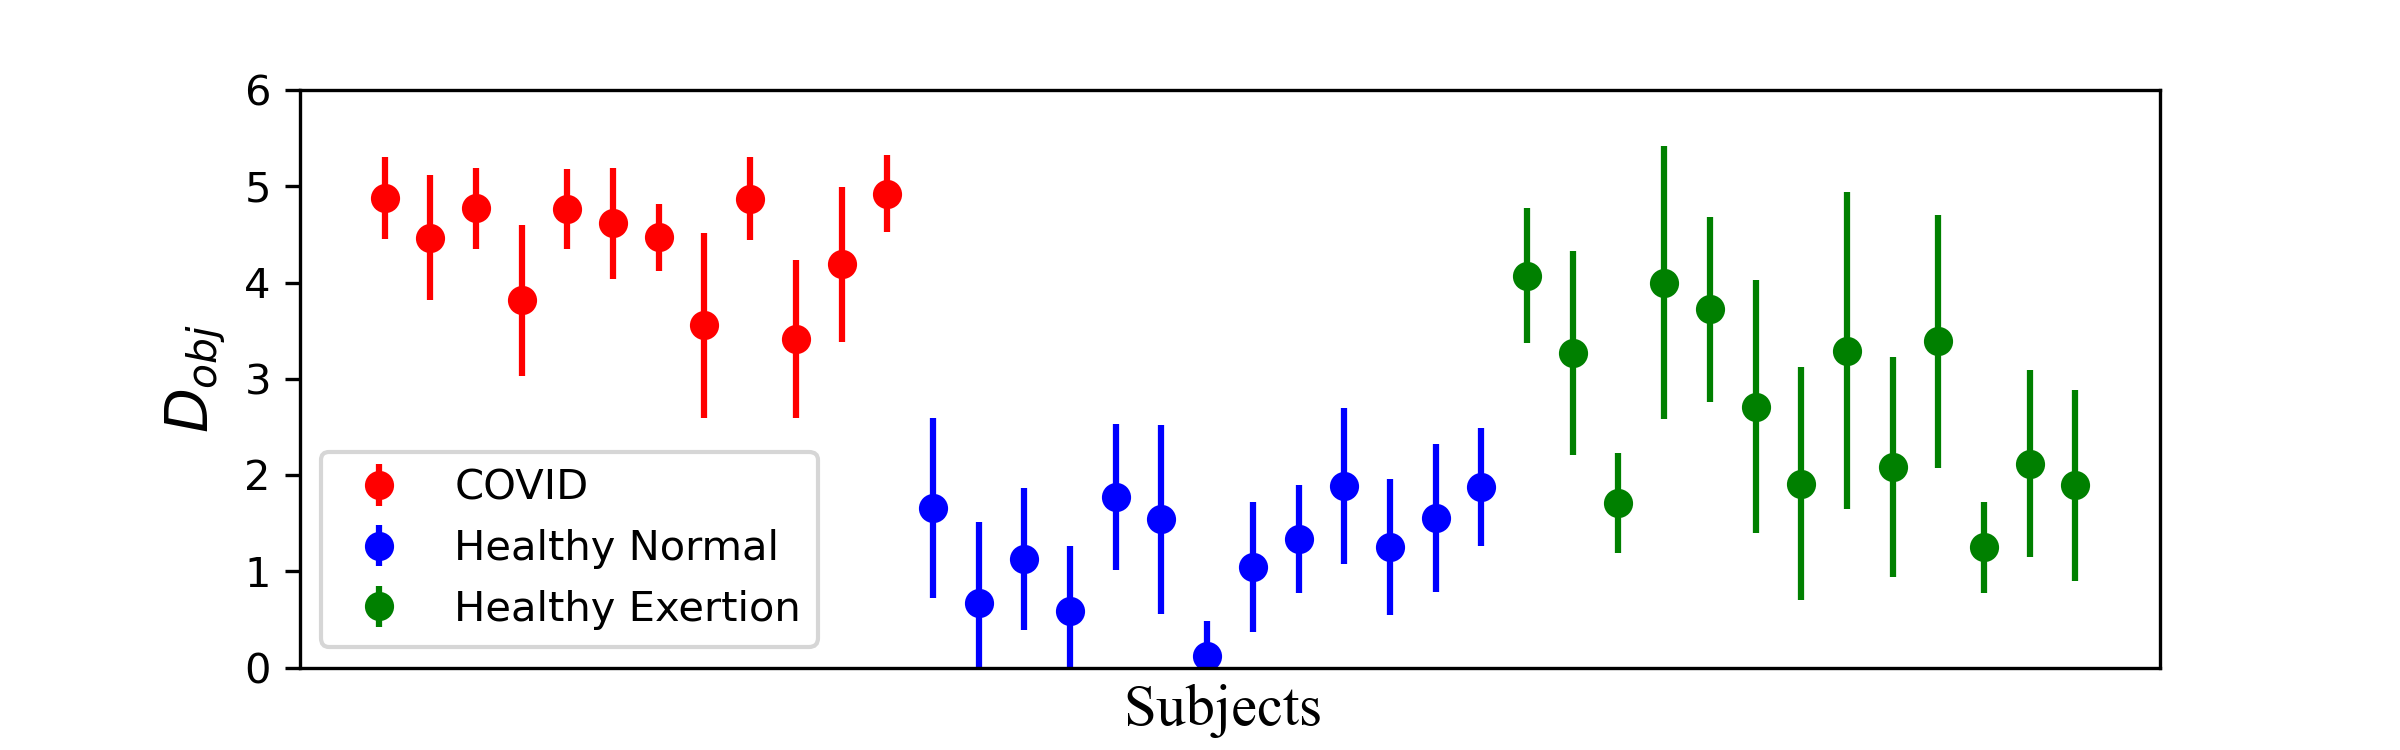 6
5
4
3
2
1
0
D_obj
COVID
Healthy Normal
Healthy Exertion
Subjects